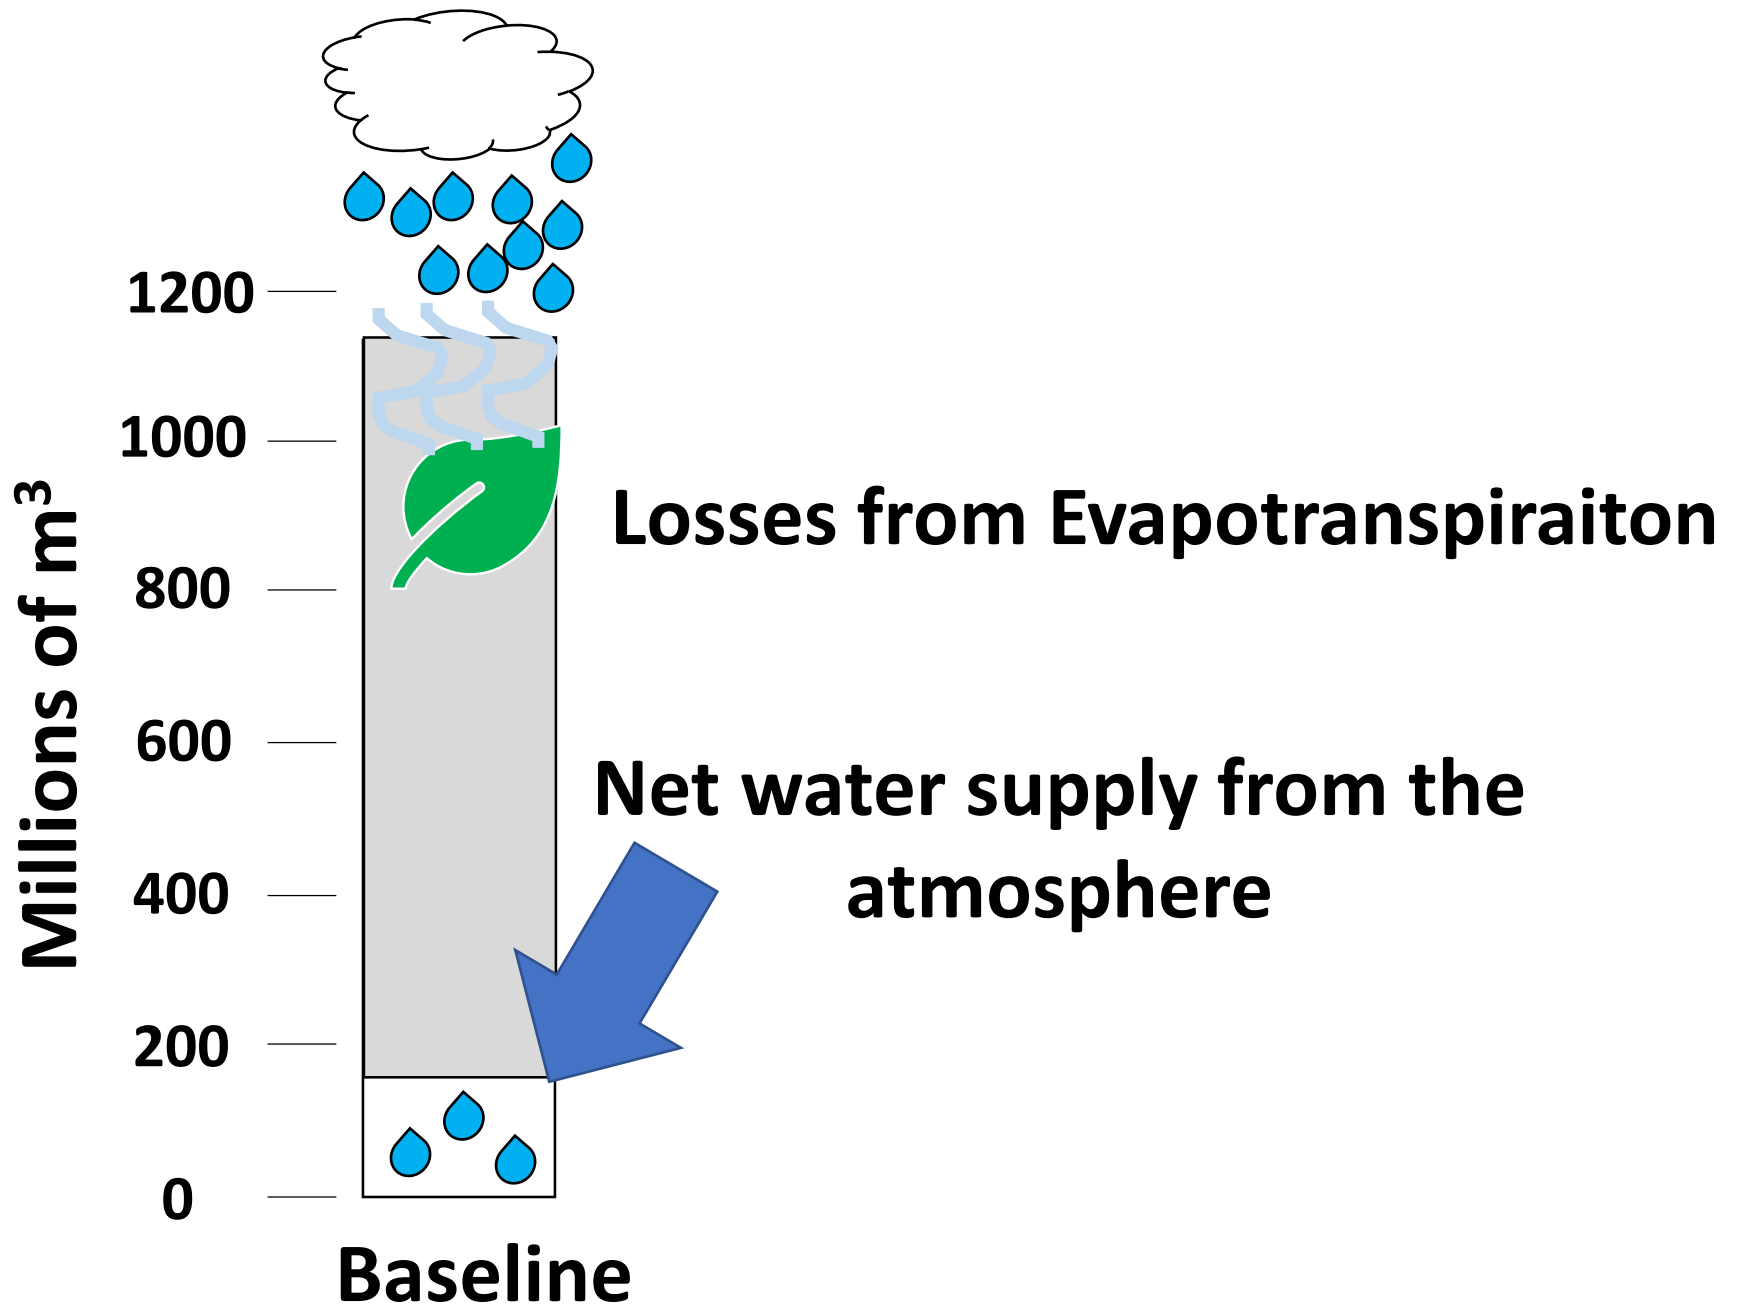 1200
1000
800
600
400
200
0
Millions of m³
Losses from Evapotranspiraiton
Net water supply from the
atmosphere
Baseline